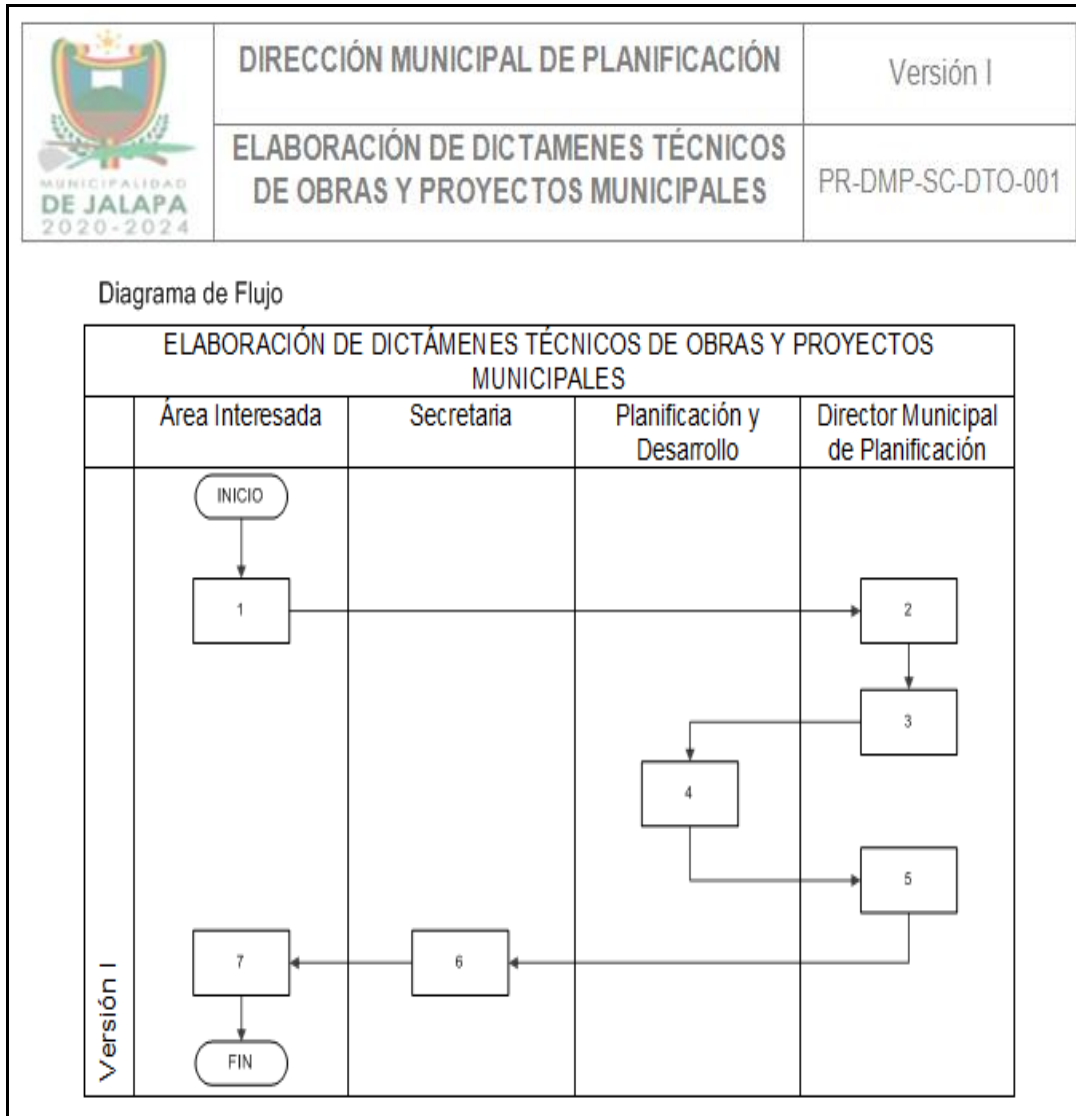 MUNICIPALIDAD
DE JALAPA
2020-2024
DIRECCIÓN MUNICIPAL DE PLANIFICACIÓN
Versión I
ELABORACIÓN DE DICTAMENES TÉCNICOS
DE OBRAS Y PROYECTOS MUNICIPALES
PR-DMP-SC-DTO-001
Diagrama de Flujo
ELABORACIÓN DE DICTÁMENES TÉCNICOS DE OBRAS Y PROYECTOS
MUNICIPALES
Área Interesada
Secretaria
Planificación y
Desarrollo
Director Municipal
de Planificación
INICIO
1
2
3
4
5
6
7
FIN
Versión I